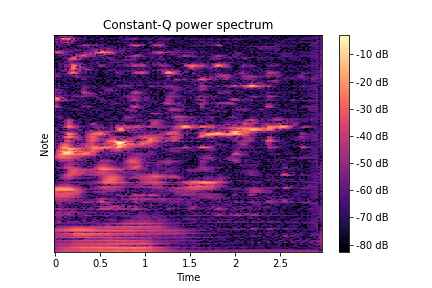 Constant-Q power spectrum
Note
-10 dB
-20 dB
-30 dB
-40 dB
-50 dB
-60 dB
-70 dB
-80 dB
0 0.5 1 1.5 2 2.5
Time